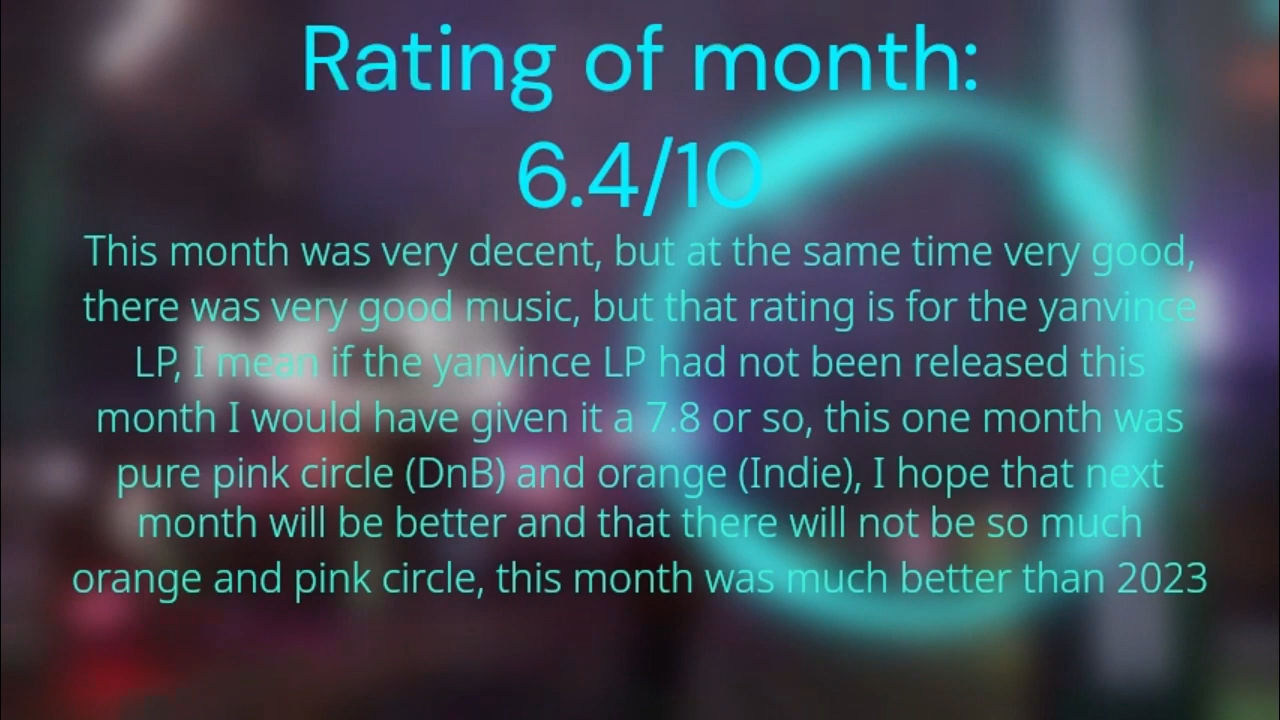 Rating of month:
6.4/10
This month was very decent, but at the same time very good,
there was very good music, but that rating is for the yanvince
LP, I mean if the yanvince LP had not been released this
month I would have given it a 7.8 or so, this one month was
pure pink circle (DnB) and orange (Indie), I hope that next
month will be better and that there will not be so much
orange and pink circle, this month was much better than 2023